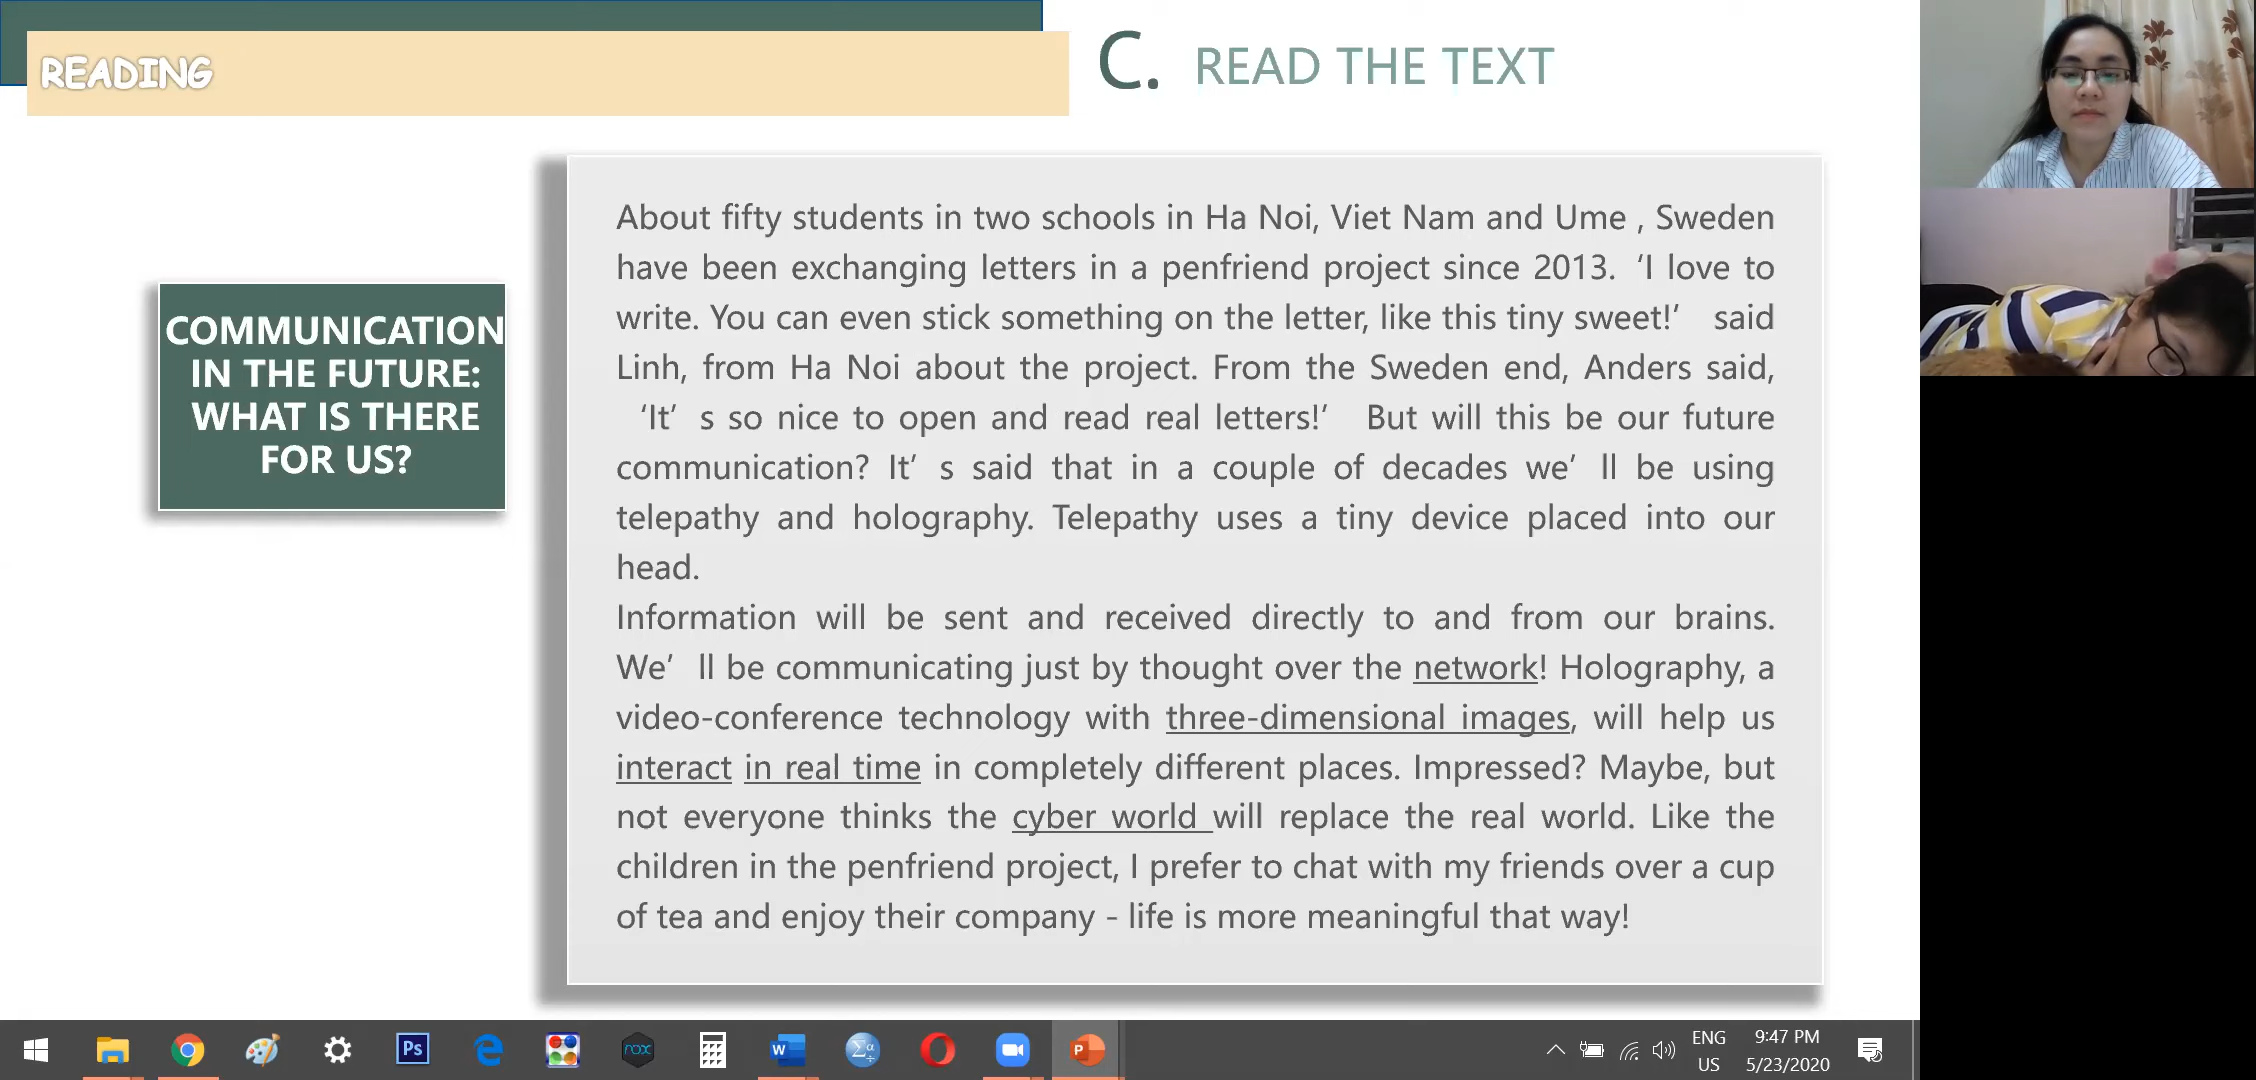 READING
C. READ THE TEXT
COMMUNICATION
IN THE FUTURE:
WHAT IS THERE
FOR US?
About fifty students in two schools in Ha Noi, Viet Nam and Ume , Sweden
have been exchanging letters in a penfriend project since 2013. ‘I love to
write. You can even stick something on the letter, like this tiny sweet!’ said
Linh, from Ha Noi about the project. From the Sweden end, Anders said,
‘It’ s so nice to open and read real letters!’ But will this be our future
communication? It’ s said that in a couple of decades we’ ll be using
telepathy and holography. Telepathy uses a tiny device placed into our
head.
Information will be sent and received directly to and from our brains.
We’ ll be communicating just by thought over the network! Holography, a
video-conference technology with three-dimensional images, will help us
interact in real time in completely different places. Impressed? Maybe, but
not everyone thinks the cyber world will replace the real world. Like the
children in the penfriend project, I prefer to chat with my friends over a cup
of tea and enjoy their company - life is more meaningful that way!
Ps
nox
W
Σα
P
ENG
US
9:47 PM
5/23/2020